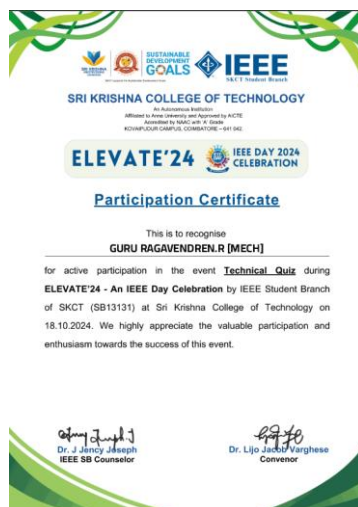 SUSTAINABLE
DEVELOPMENT
GOALS
IEEE
SKCT Student Branch
SRI KRISHNA COLLEGE OF TECHNOLOGY
An Autonomous Institution
Affiliated to Anna University and Approved by AICTE
Accredited by NAAC with 'A' Grade
KOVAIPUDUR CAMPUS, COIMBATORE – 641 042.
ELEVATE'24
IEEE DAY 2024
CELEBRATION
Participation Certificate
This is to recognise
GURU RAGAVENDREN.R [MECH]
for active participation in the event Technical Quiz during
ELEVATE'24 - An IEEE Day Celebration by IEEE Student Branch
of SKCT (SB13131) at Sri Krishna College of Technology on
18.10.2024. We highly appreciate the valuable participation and
enthusiasm towards the success of this event.
Dr. J Jency Joseph
IEEE SB Counselor
Dr. Lijo Jacob Varghese
Convenor